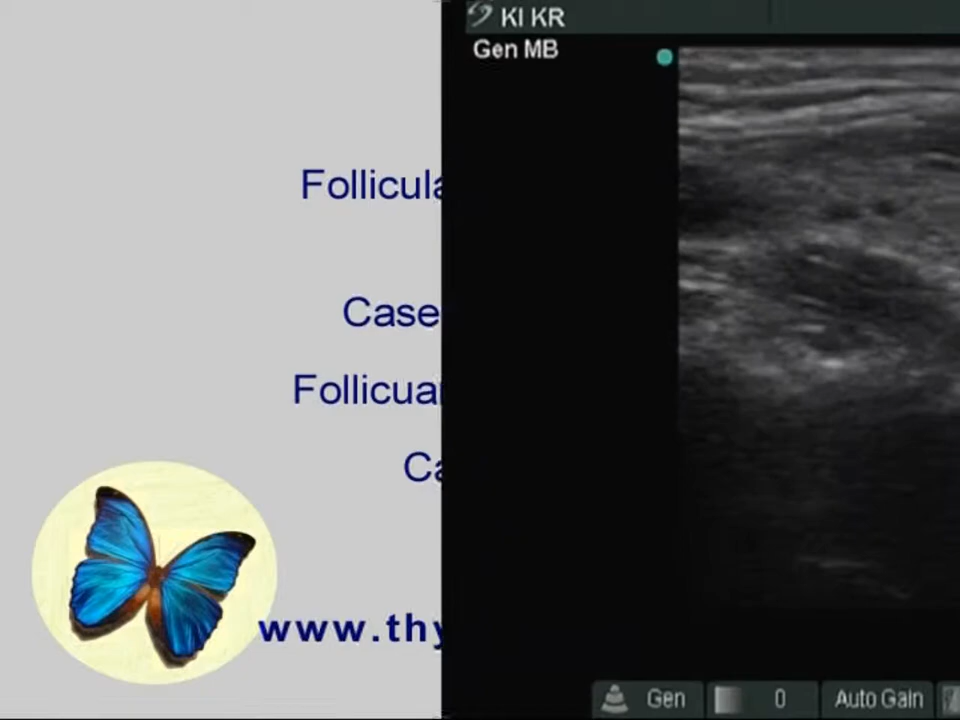 Follicula
Case
Follicua
Ca
www.thy
KI KR
Gen MB
Gen
0
Auto Gain